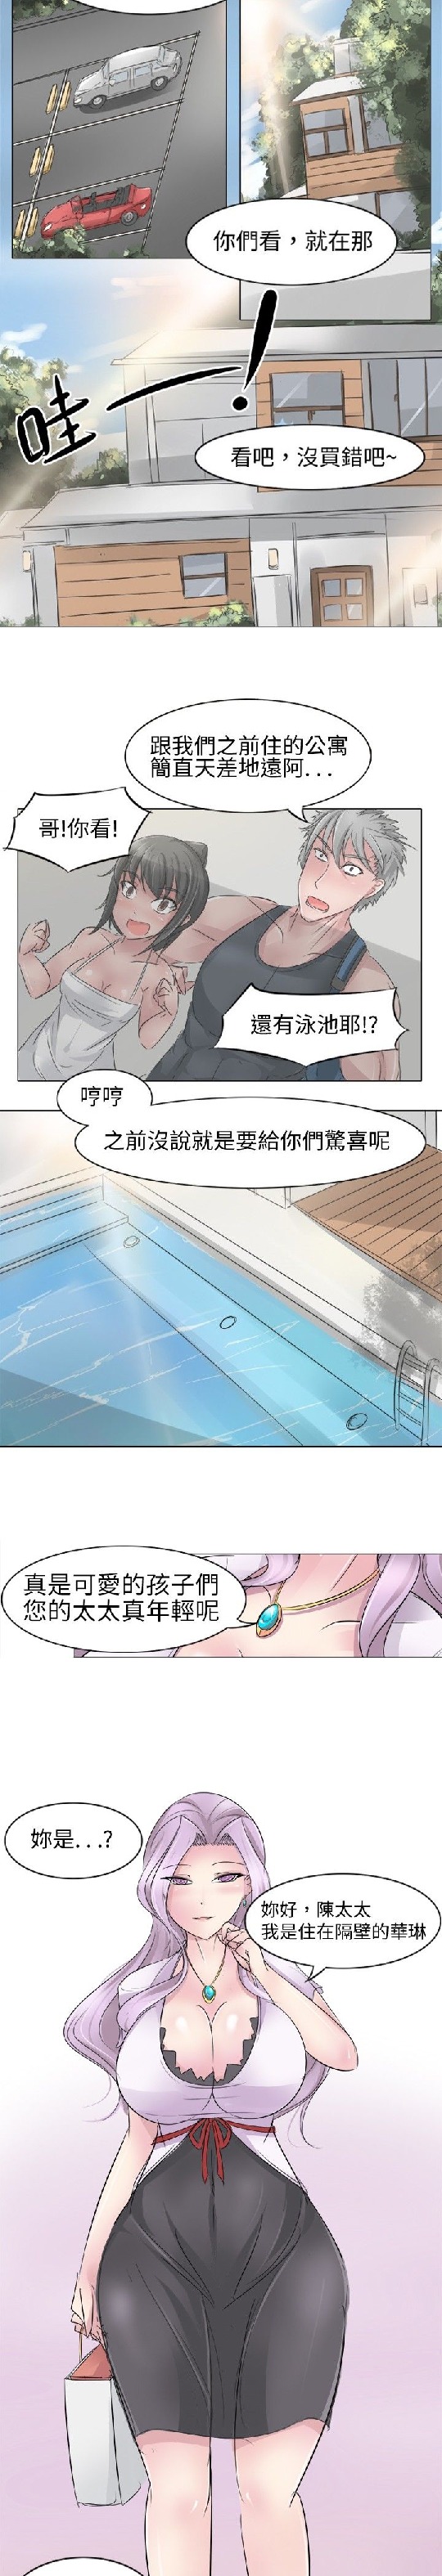 你們看，就在那
哇一！
看吧，沒買錯吧~
跟我們之前住的公寓
簡直天差地遠阿...
哥!你看!
還有泳池耶!?
哼哼
之前沒說就是要給你們驚喜呢
真是可愛的孩子們
您的太太真年輕呢
妳是...?
妳好，陳太太
我是住在隔壁的華琳